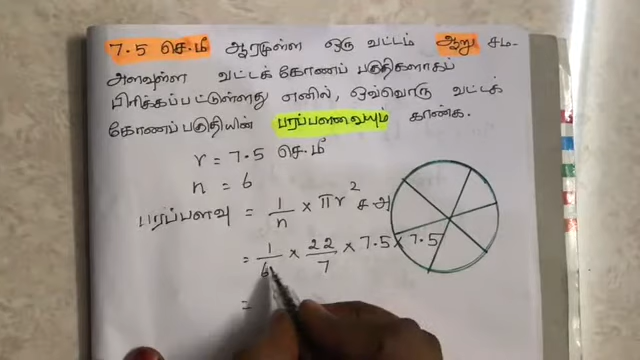 7.5 செ.மீ ஆரமுள்ள ஒரு வட்டம் ஆறு சம-
அளவுள்ள வட்டக் கோணப் பகுதிகளாகப்
பிரிக்கப்பட்டுள்ளது எனில், ஒவ்வொரு வட்டக்
கோணப் பகுதியின் பரப்பளவையும் காண்க.
r = 7.5 செ.மீ
n = 6
பரப்பளவு = 1/n × πr² ச அ
= 1/6 × 22/7 × 7.5 × 7.5
=